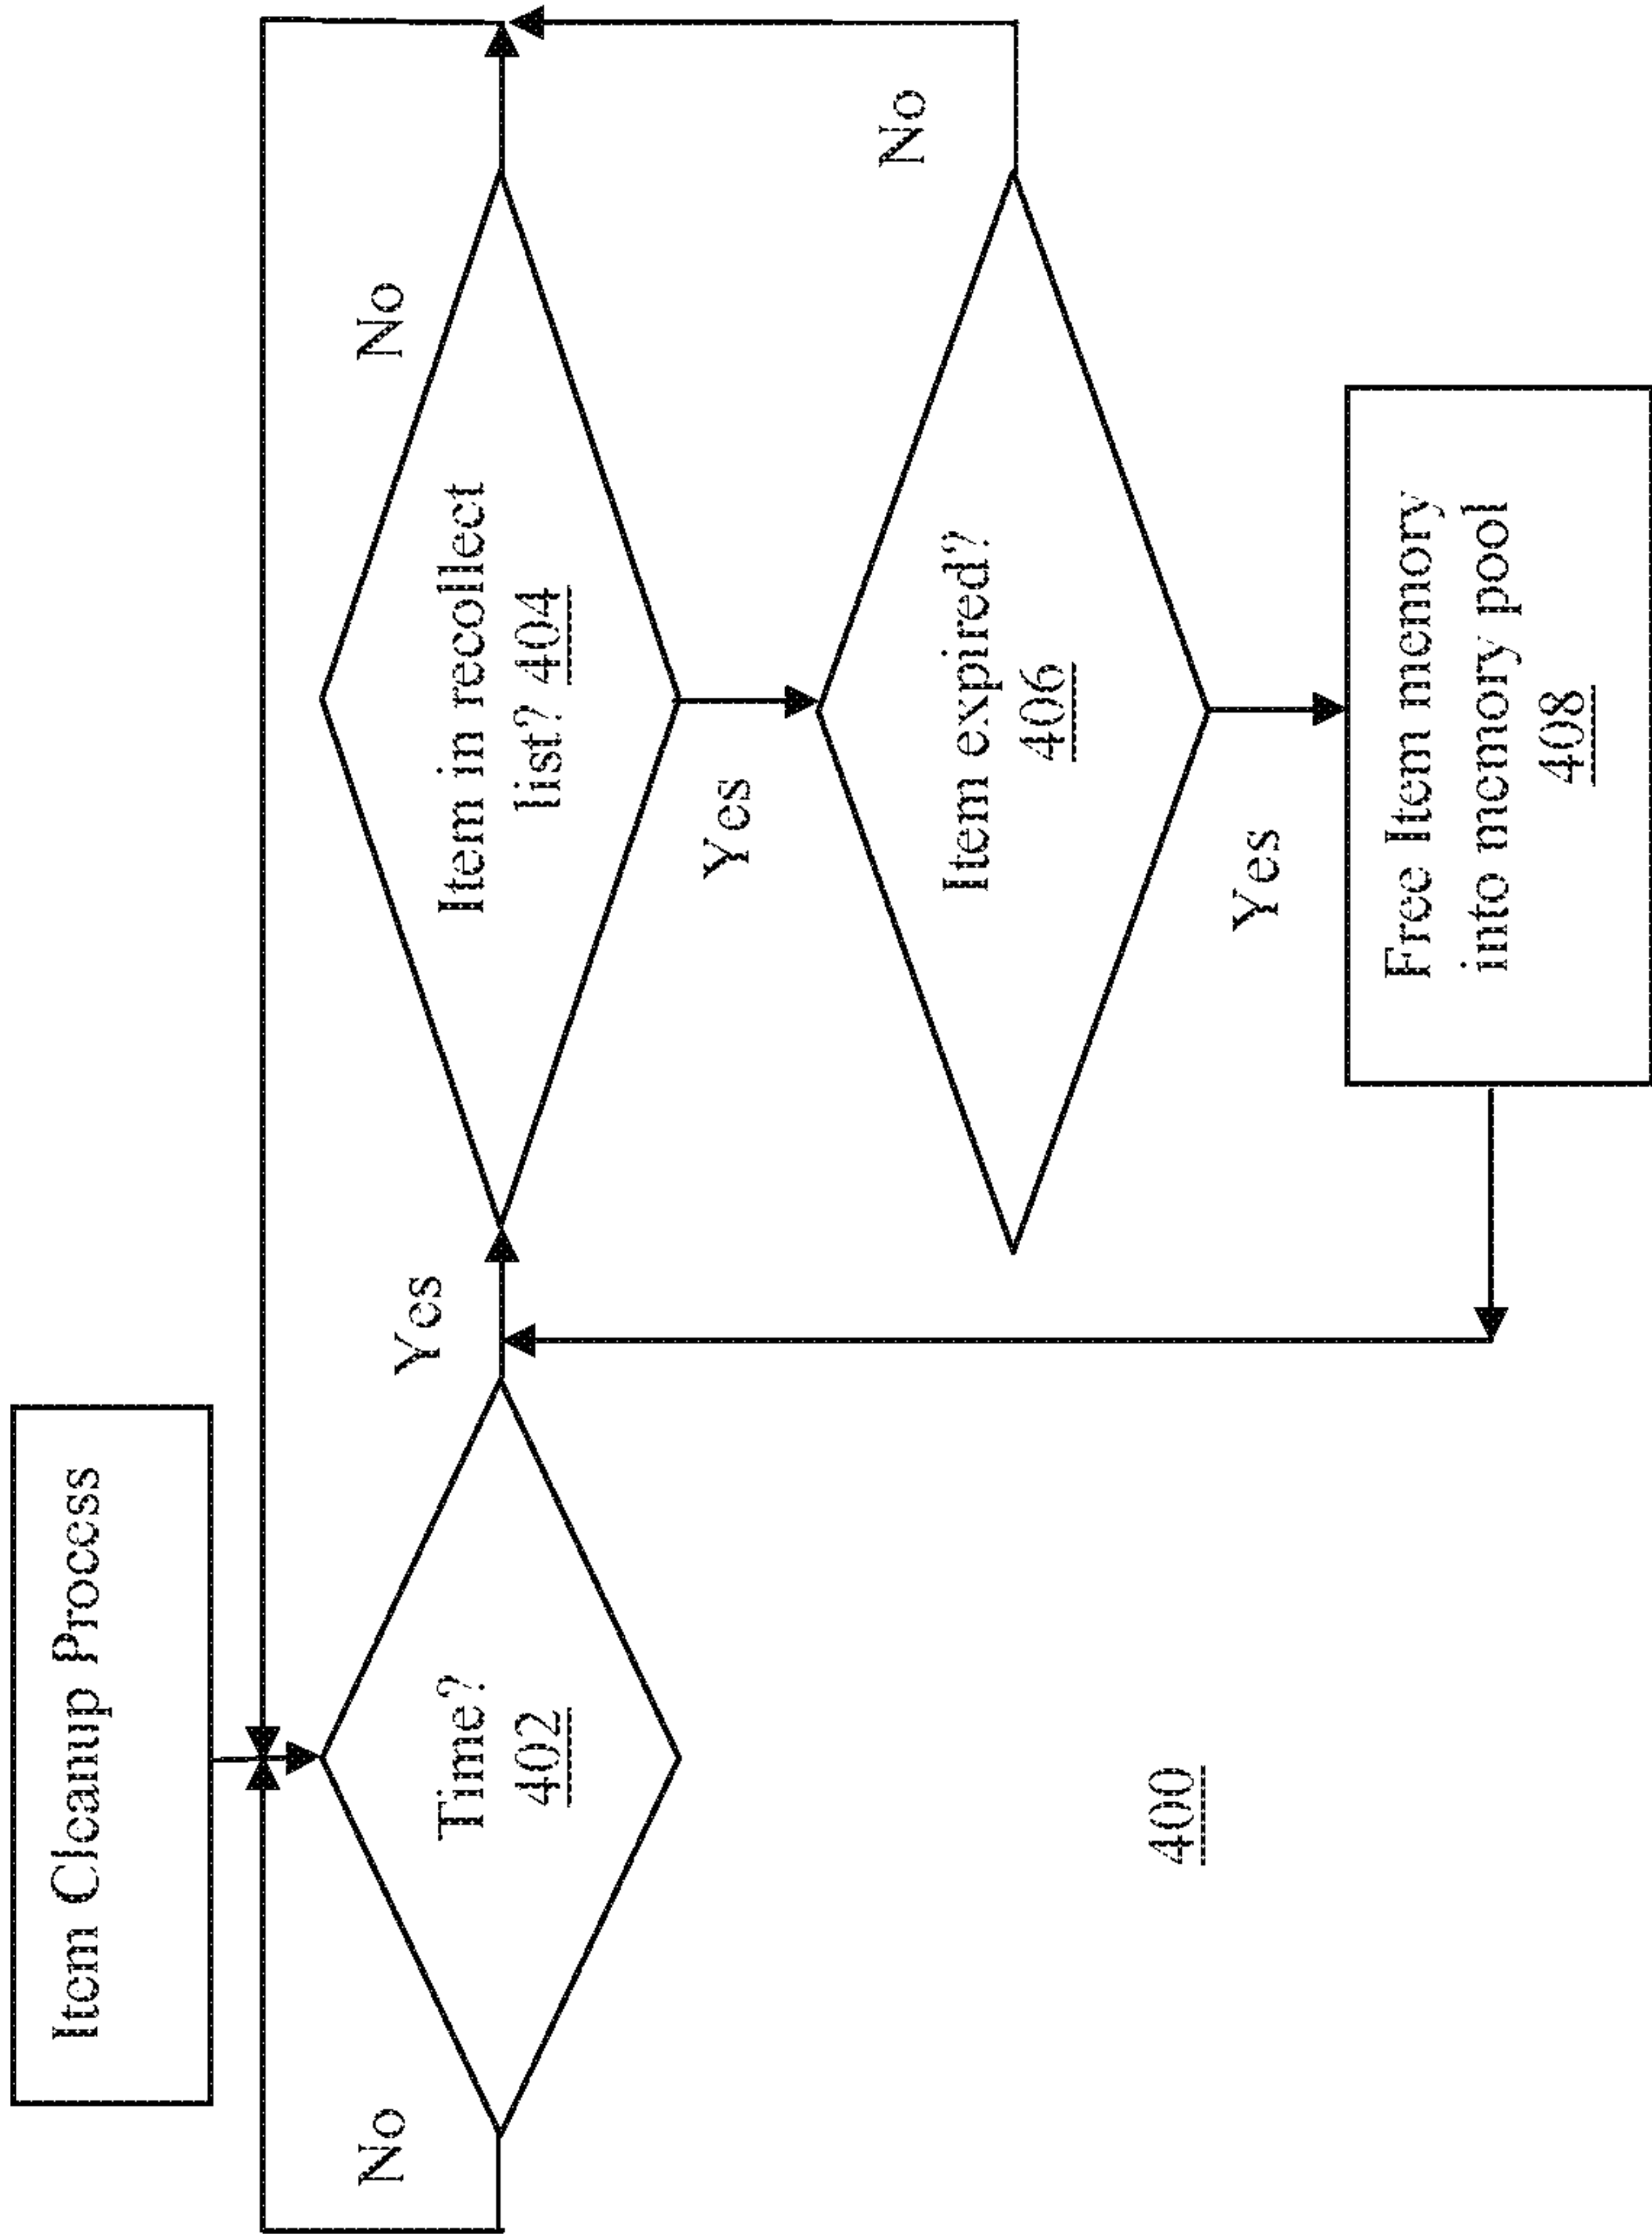 Item Cleanup Process
No
Time?
402
Yes
Item in recollect
list? 404
No
Yes
Item expired?
406
No
Yes
Free Item memory
into memory pool
408
400